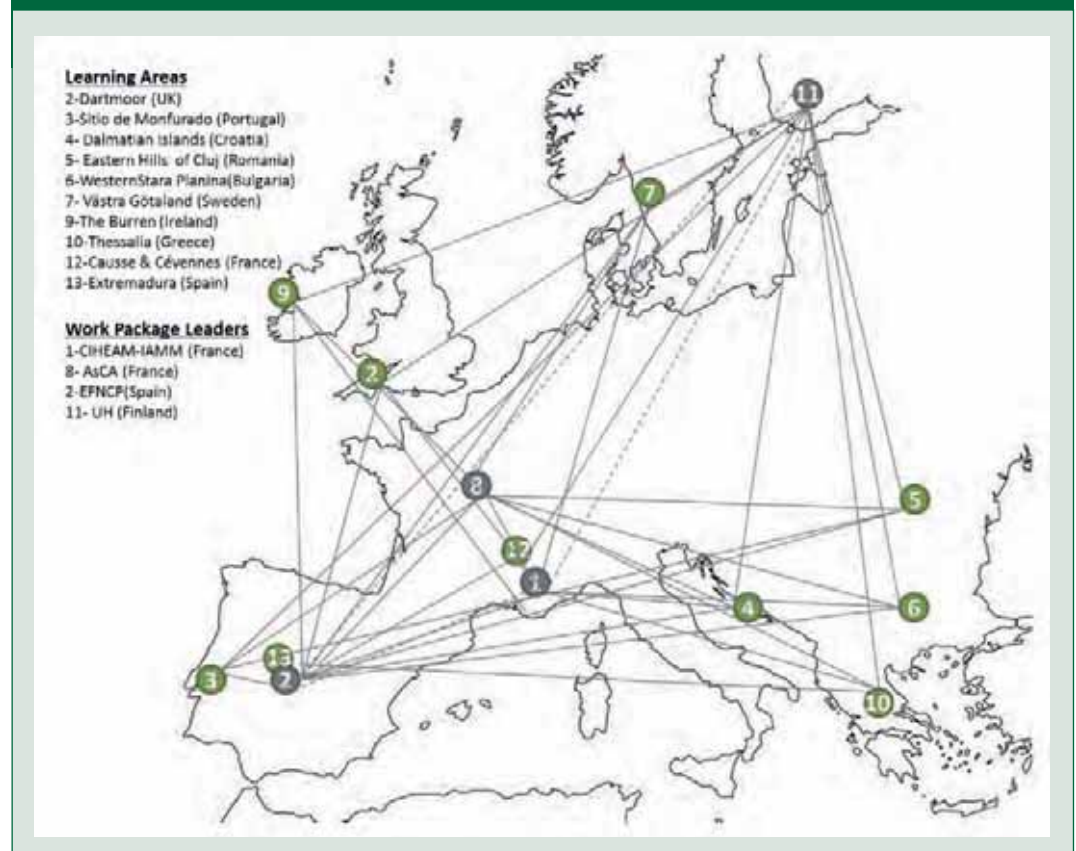 Learning Areas
2-Dartmoor (UK)
3-Sítio de Monfurado (Portugal)
4- Dalmatian Islands (Croatia)
5- Eastern Hills of Cluj (Romania)
6-WesternStara Planina(Bulgaria)
7- Västra Götaland (Sweden)
9-The Burren (Ireland)
10-Thessalia (Greece)
12-Causse & Cévennes (France)
13-Extremadura (Spain)
Work Package Leaders
1-CIHEAM-IAMM (France)
8- AsCA (France)
2-EFNCP(Spain)
11- UH (Finland)
11
7
9
2
8
5
12
1
4
6
13
3
2
10